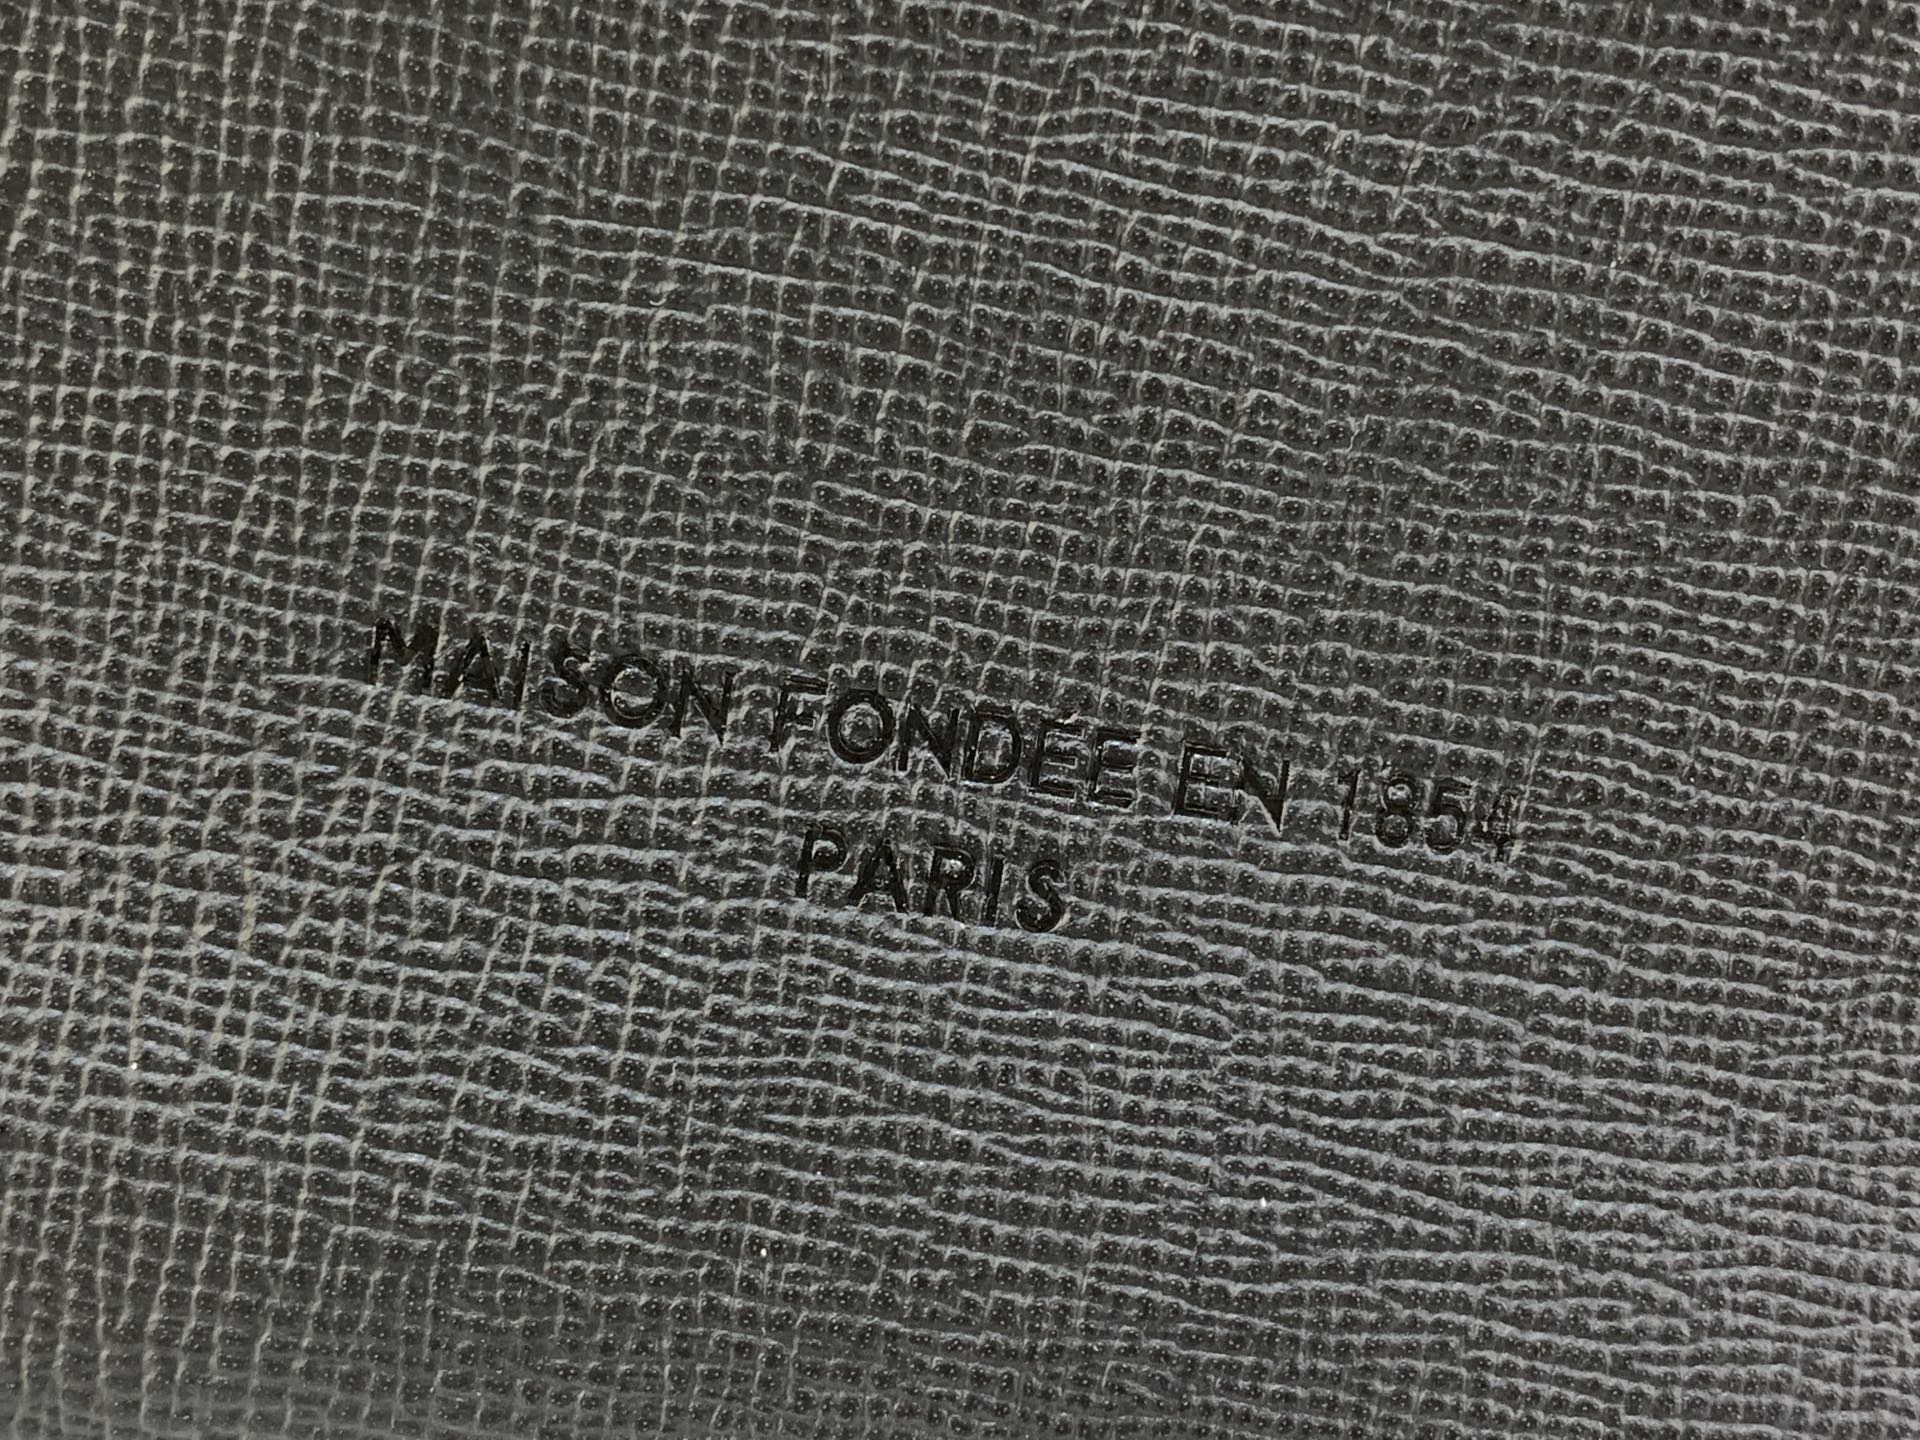 MAISON FONDÉE EN 1854
PARIS